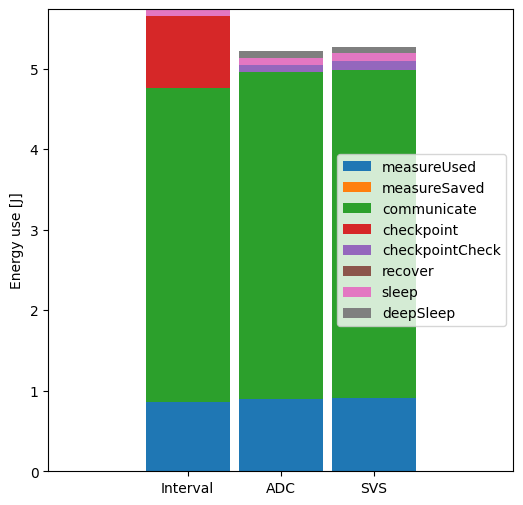 Energy use [J]
5
4
3
2
1
0
measureUsed
measureSaved
communicate
checkpoint
checkpointCheck
recover
sleep
deepSleep
Interval ADC SVS